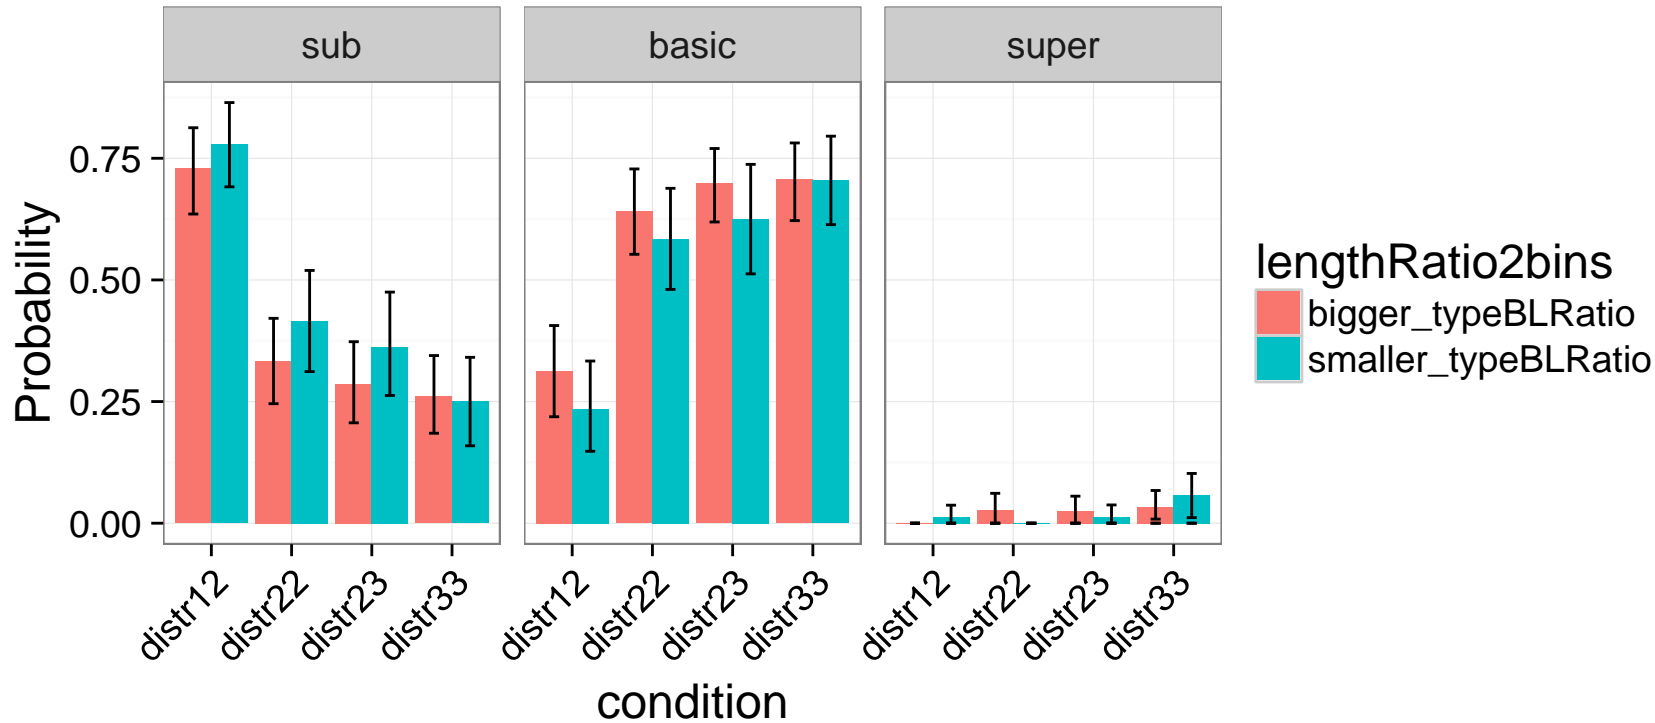 sub basic super
Probability
0.75
0.50
0.25
0.00
distr12 distr22 distr23 distr33 distr12 distr22 distr23 distr33 distr12 distr22 distr23 distr33
condition
lengthRatio2bins
bigger_typeBLRatio
smaller_typeBLRatio